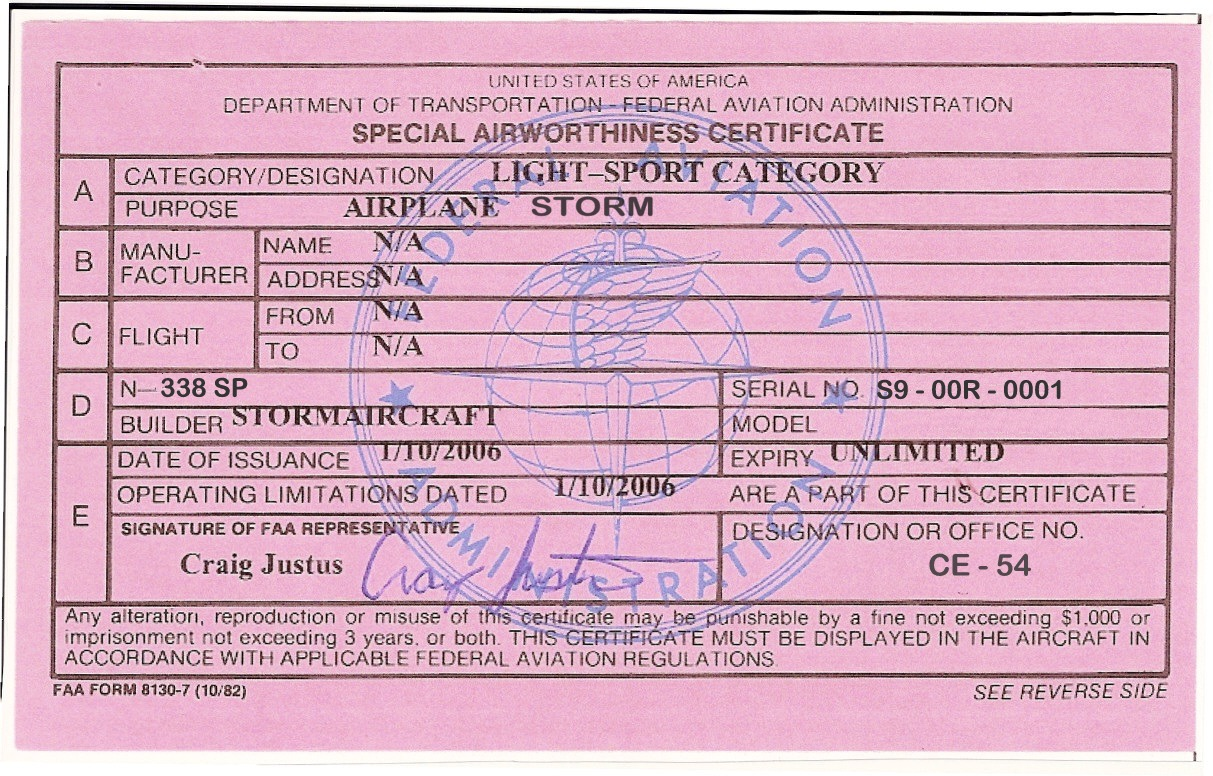 UNITED STATES OF AMERICA
DEPARTMENT OF TRANSPORTATION - FEDERAL AVIATION ADMINISTRATION
SPECIAL AIRWORTHINESS CERTIFICATE
A CATEGORY/DESIGNATION LIGHT–SPORT CATEGORY
PURPOSE AIRPLANE STORM
B MANU-FACTURER NAME N/A
ADDRESS N/A
C FLIGHT FROM N/A
TO N/A
D N— 338 SP SERIAL NO. S9 - 00R - 0001
BUILDER STORMAIRCRAFT MODEL
E DATE OF ISSUANCE 1/10/2006 EXPIRY UNLIMITED
OPERATING LIMITATIONS DATED 1/10/2006 ARE A PART OF THIS CERTIFICATE
SIGNATURE OF FAA REPRESENTATIVE DESIGNATION OR OFFICE NO.
Craig Justus Craig Justus CE - 54
Any alteration, reproduction or misuse of this certificate may be punishable by a fine not exceeding $1.000 or
imprisonment not exceeding 3 years, or both. THIS CERTIFICATE MUST BE DISPLAYED IN THE AIRCRAFT IN
ACCORDANCE WITH APPLICABLE FEDERAL AVIATION REGULATIONS.
FAA FORM 8130-7 (10/82) SEE REVERSE SIDE
FEDERAL AVIATION ADMINISTRATION